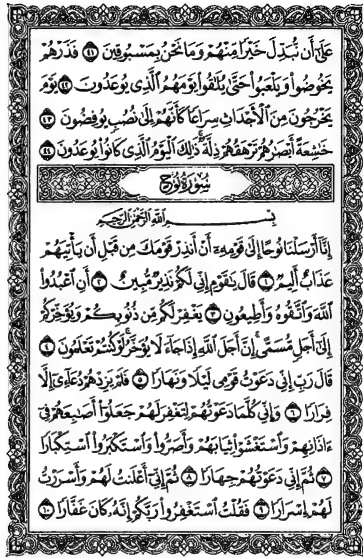 عَلَىٰٓ أَن نُّبَدِّلَ خَيْرًا مِّنْهُمْ وَمَا نَحْنُ بِمَسْبُوقِينَ ٤١ فَذَرْهُمْ
يَخُوضُوا۟ وَيَلْعَبُوا۟ حَتَّىٰ يُلَـٰقُوا۟ يَوْمَهُمُ ٱلَّذِى يُوعَدُونَ ٤٢ يَوْمَ
يَخْرُجُونَ مِنَ ٱلْأَجْدَاثِ سِرَاعًا كَأَنَّهُمْ إِلَىٰ نُصُبٍ يُوفِضُونَ ٤٣
خَـٰشِعَةً أَبْصَـٰرُهُمْ تَرْهَقُهُمْ ذِلَّةٌ ۚ ذَٰلِكَ ٱلْيَوْمُ ٱلَّذِى كَانُوا۟ يُوعَدُونَ ٤٤
سُورَةُ نُوحٍ
بِسْمِ ٱللَّهِ ٱلرَّحْمَـٰنِ ٱلرَّحِيمِ
إِنَّآ أَرْسَلْنَا نُوحًا إِلَىٰ قَوْمِهِۦٓ أَنْ أَنذِرْ قَوْمَكَ مِن قَبْلِ أَن يَأْتِيَهُمْ
عَذَابٌ أَلِيمٌ ١ قَالَ يَـٰقَوْمِ إِنِّى لَكُمْ نَذِيرٌ مُّبِينٌ ٢ أَنِ ٱعْبُدُوا۟
ٱللَّهَ وَٱتَّقُوهُ وَأَطِيعُونِ ٣ يَغْفِرْ لَكُم مِّن ذُنُوبِكُمْ وَيُؤَخِّرْكُمْ
إِلَىٰٓ أَجَلٍ مُّسَمًّى ۚ إِنَّ أَجَلَ ٱللَّهِ إِذَا جَآءَ لَا يُؤَخَّرُ ۖ لَوْ كُنتُمْ تَعْلَمُونَ ٤
قَالَ رَبِّ إِنِّى دَعَوْتُ قَوْمِى لَيْلًا وَنَهَارًا ٥ فَلَمْ يَزِدْهُمْ دُعَآءِىٓ إِلَّا
فِرَارًا ٦ وَإِنِّى كُلَّمَا دَعَوْتُهُمْ لِتَغْفِرَ لَهُمْ جَعَلُوٓا۟ أَصَـٰبِعَهُمْ فِىٓ
ءَاذَانِهِمْ وَٱسْتَغْشَوْا۟ ثِيَابَهُمْ وَأَصَرُّوا۟ وَٱسْتَكْبَرُوا۟ ٱسْتِكْبَارًا
٧ ثُمَّ إِنِّى دَعَوْتُهُمْ جِهَارًا ٨ ثُمَّ إِنِّىٓ أَعْلَنتُ لَهُمْ وَأَسْرَرْتُ
لَهُمْ إِسْرَارًا ٩ فَقُلْتُ ٱسْتَغْفِرُوا۟ رَبَّكُمْ إِنَّهُۥ كَانَ غَفَّارًا ١٠